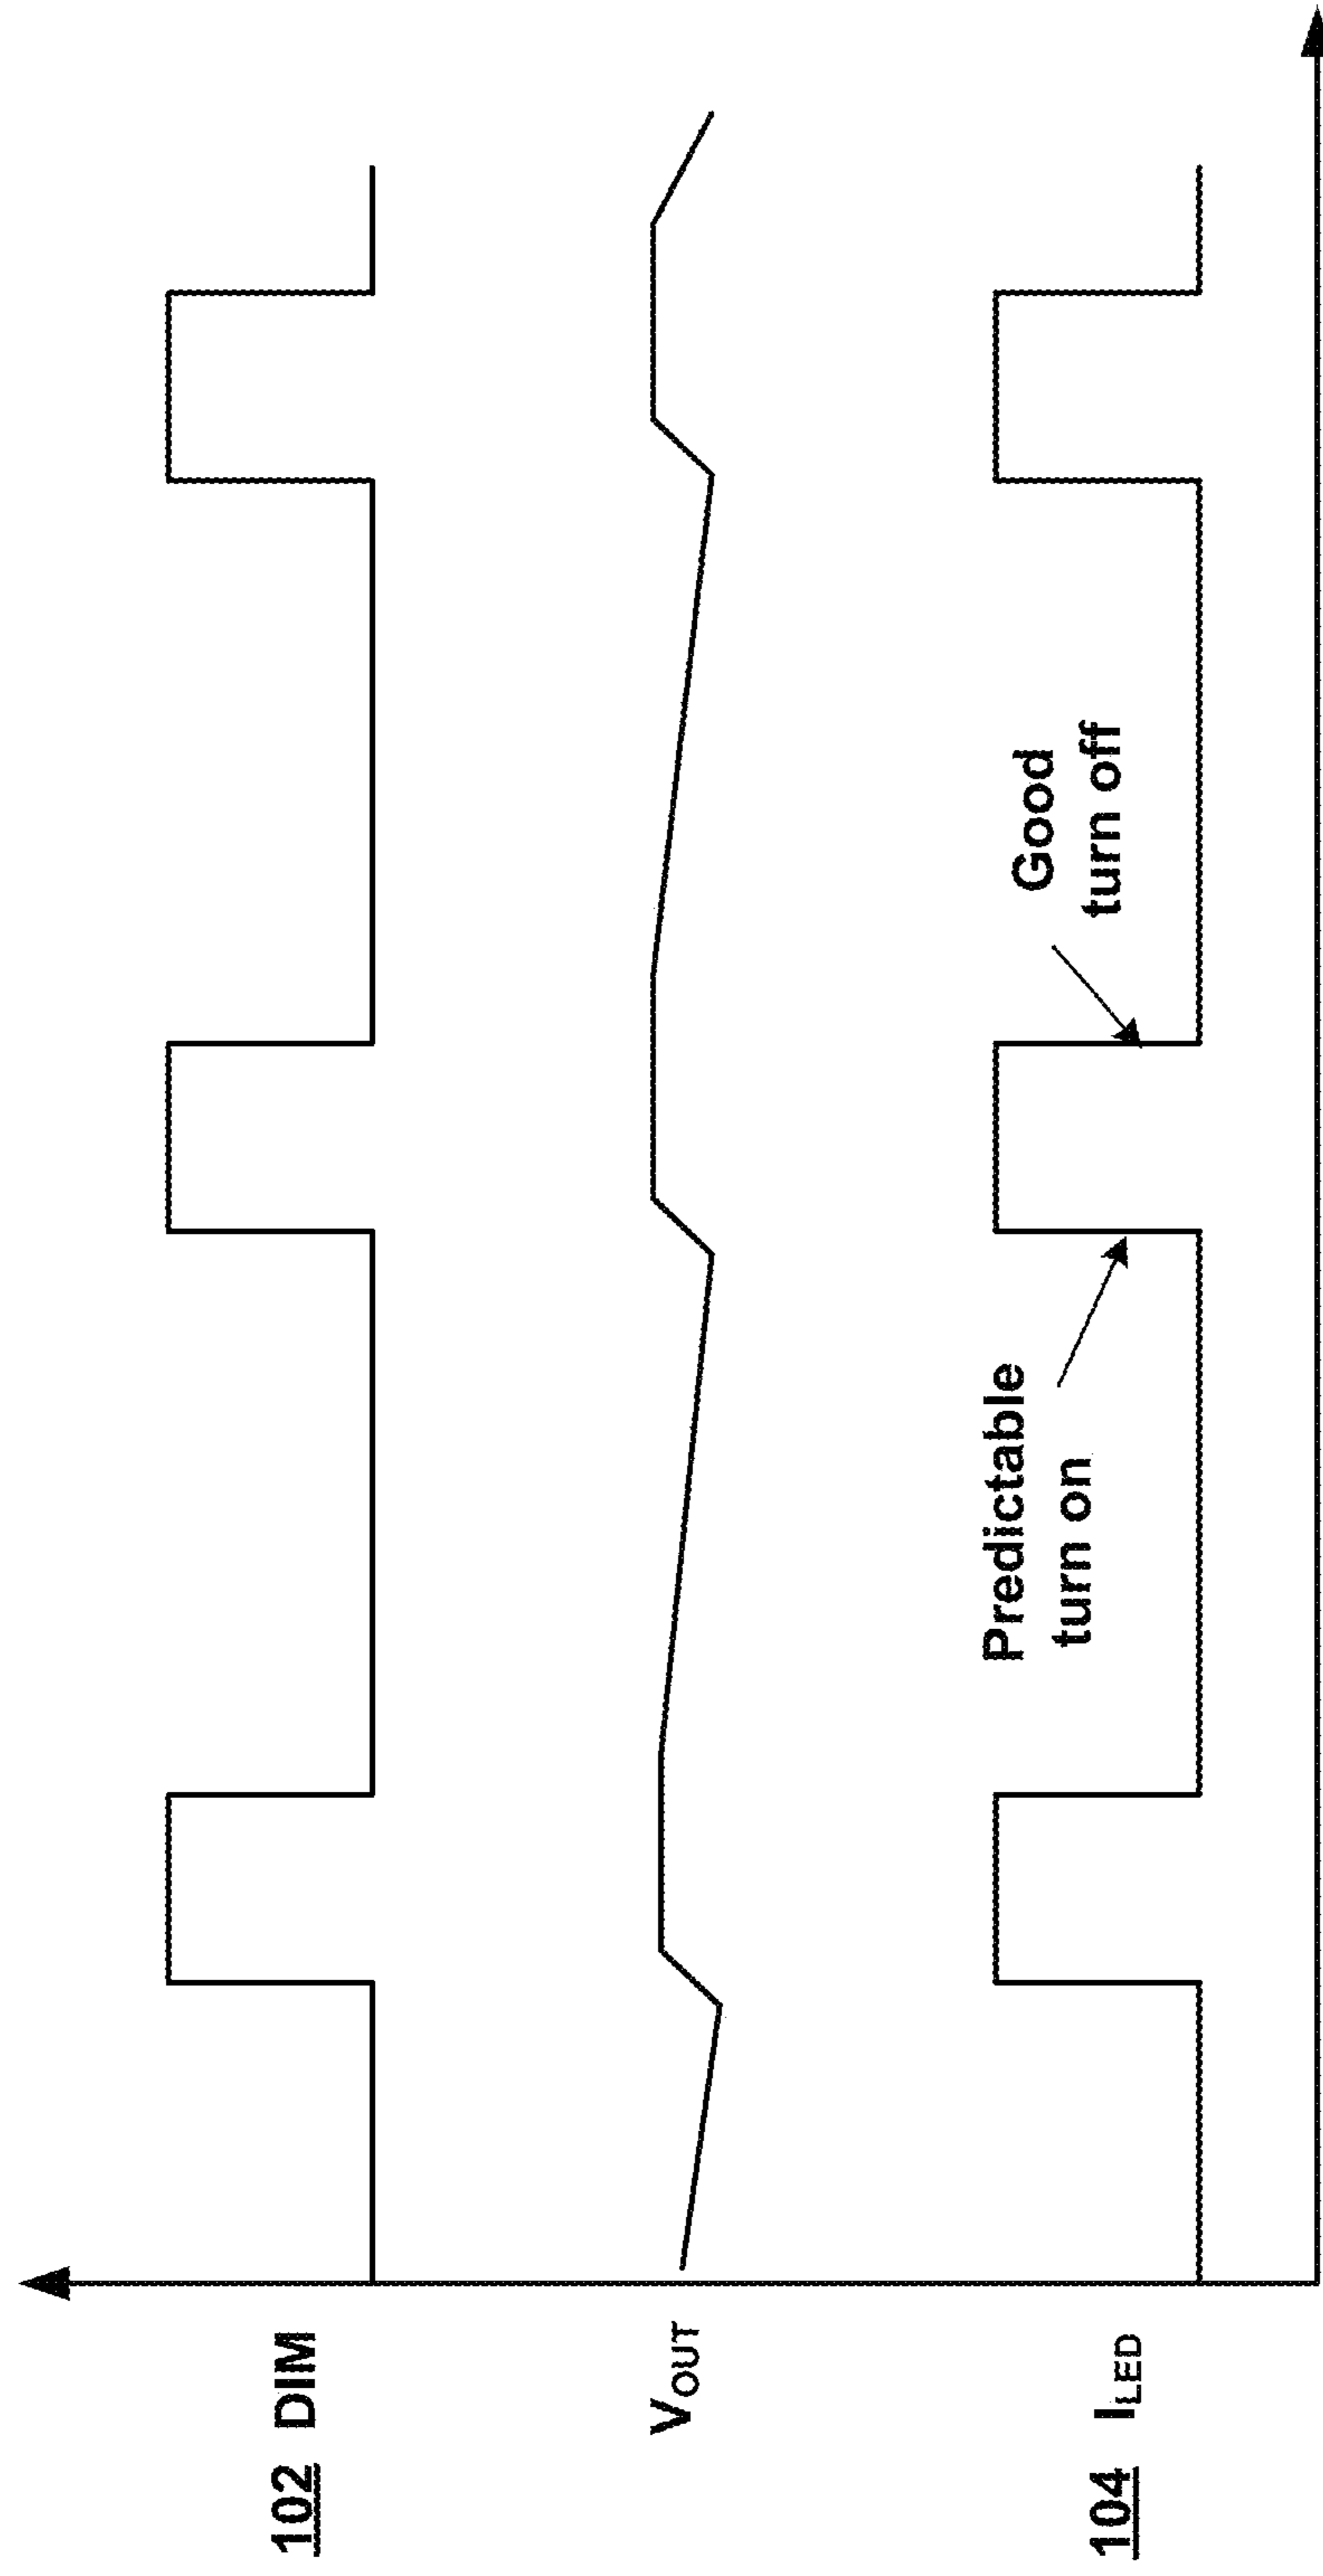 102 DIM
VOUT
104 ILED
Predictable
turn on
Good
turn off